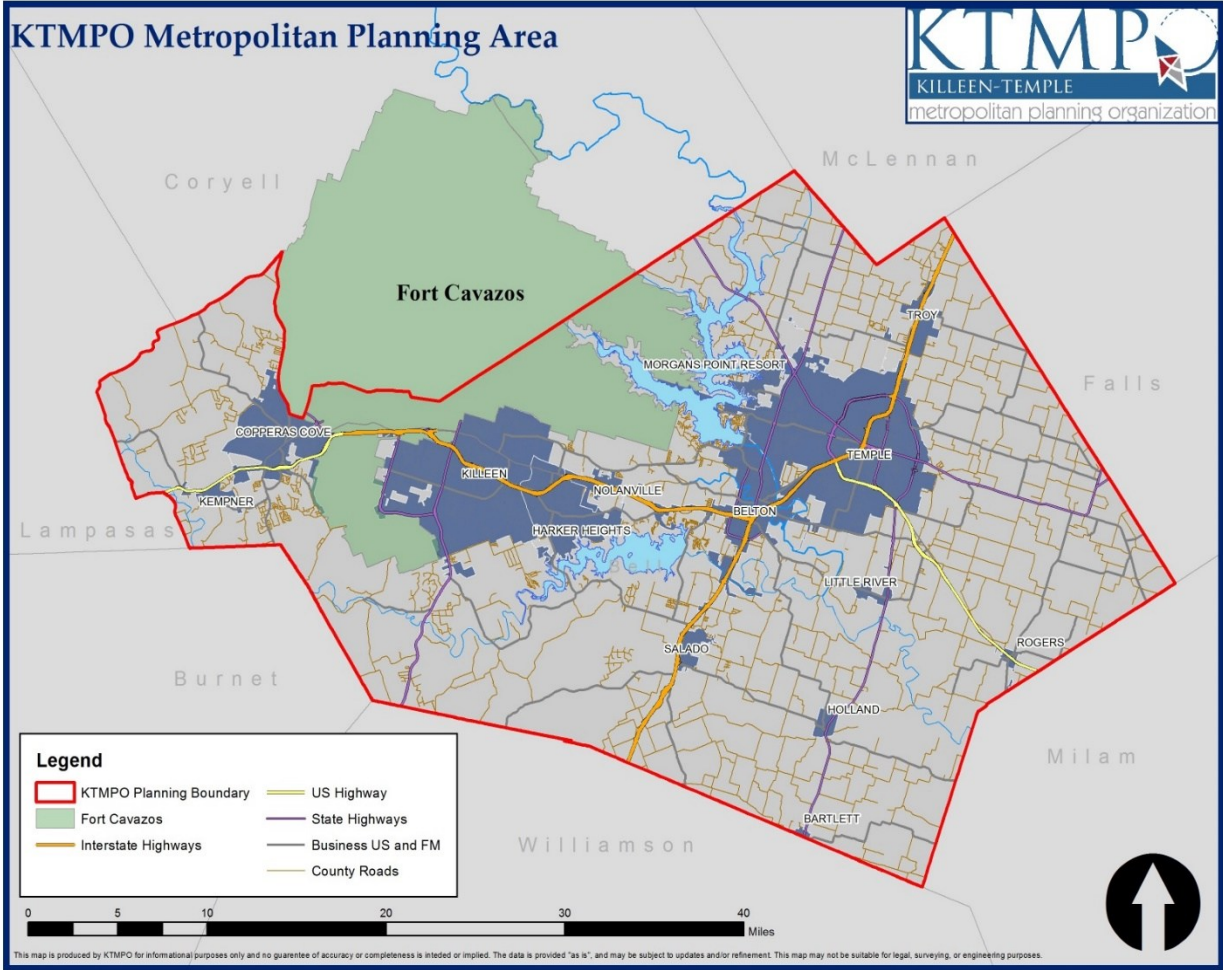 KTMPO Metropolitan Planning Area
KTMPO
KILLEEN-TEMPLE
metropolitan planning organization
McLennan
Coryell
Fort Cavazos
TROY
MORGANS POINT RESORT
Falls
COPPERAS COVE
TEMPLE
KILLEEN
NOLANVILLE
KEMPNER
BELTON
Lampasas
HARKER HEIGHTS
LITTLE RIVER
ROGERS
SALADO
Burnet
HOLLAND
Milam
BARTLETT
Williamson
Legend
KTMPO Planning Boundary
Fort Cavazos
Interstate Highways
US Highway
State Highways
Business US and FM
County Roads
0 5 10 20 30 40
Miles
This map is produced by KTMPO for informational purposes only and no guarentee of accuracy or completeness is inteded or implied. The data is provided "as is", and may be subject to updates and/or refinement. This map may not be suitable for legal, surveying, or engineering purposes.